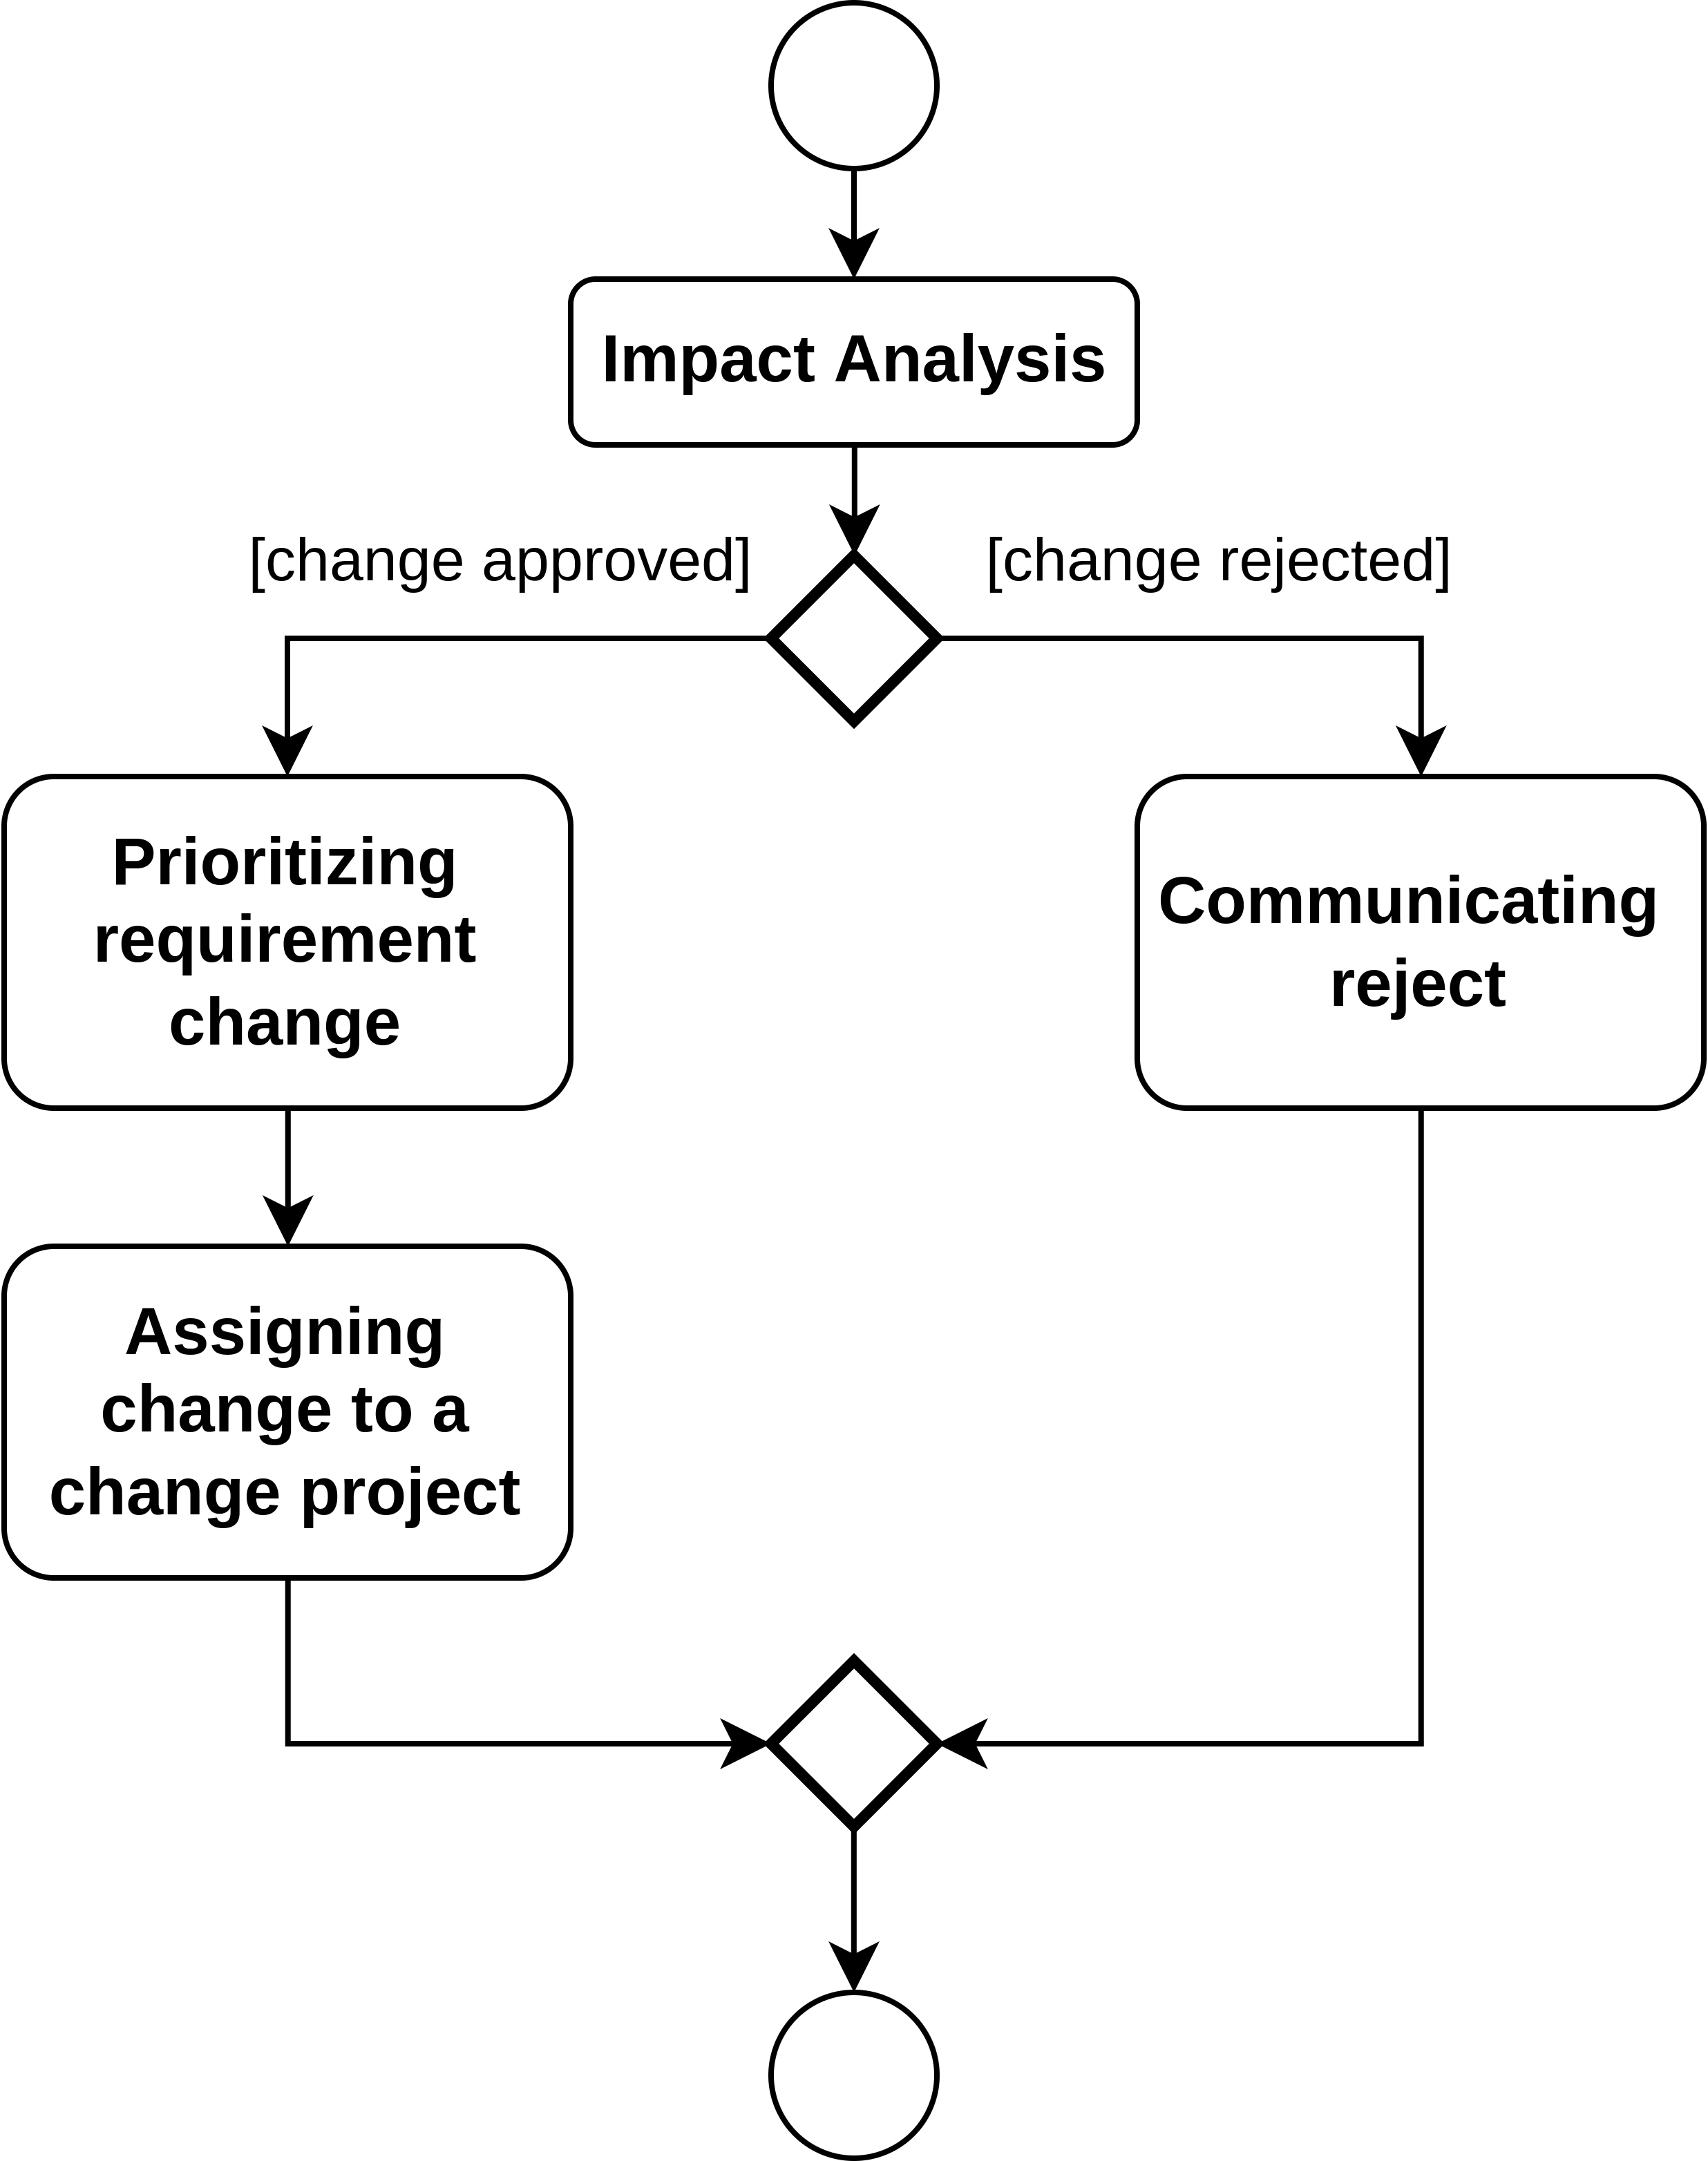 Impact Analysis
[change approved]
[change rejected]
Prioritizing
requirement
change
Communicating
reject
Assigning
change to a
change project